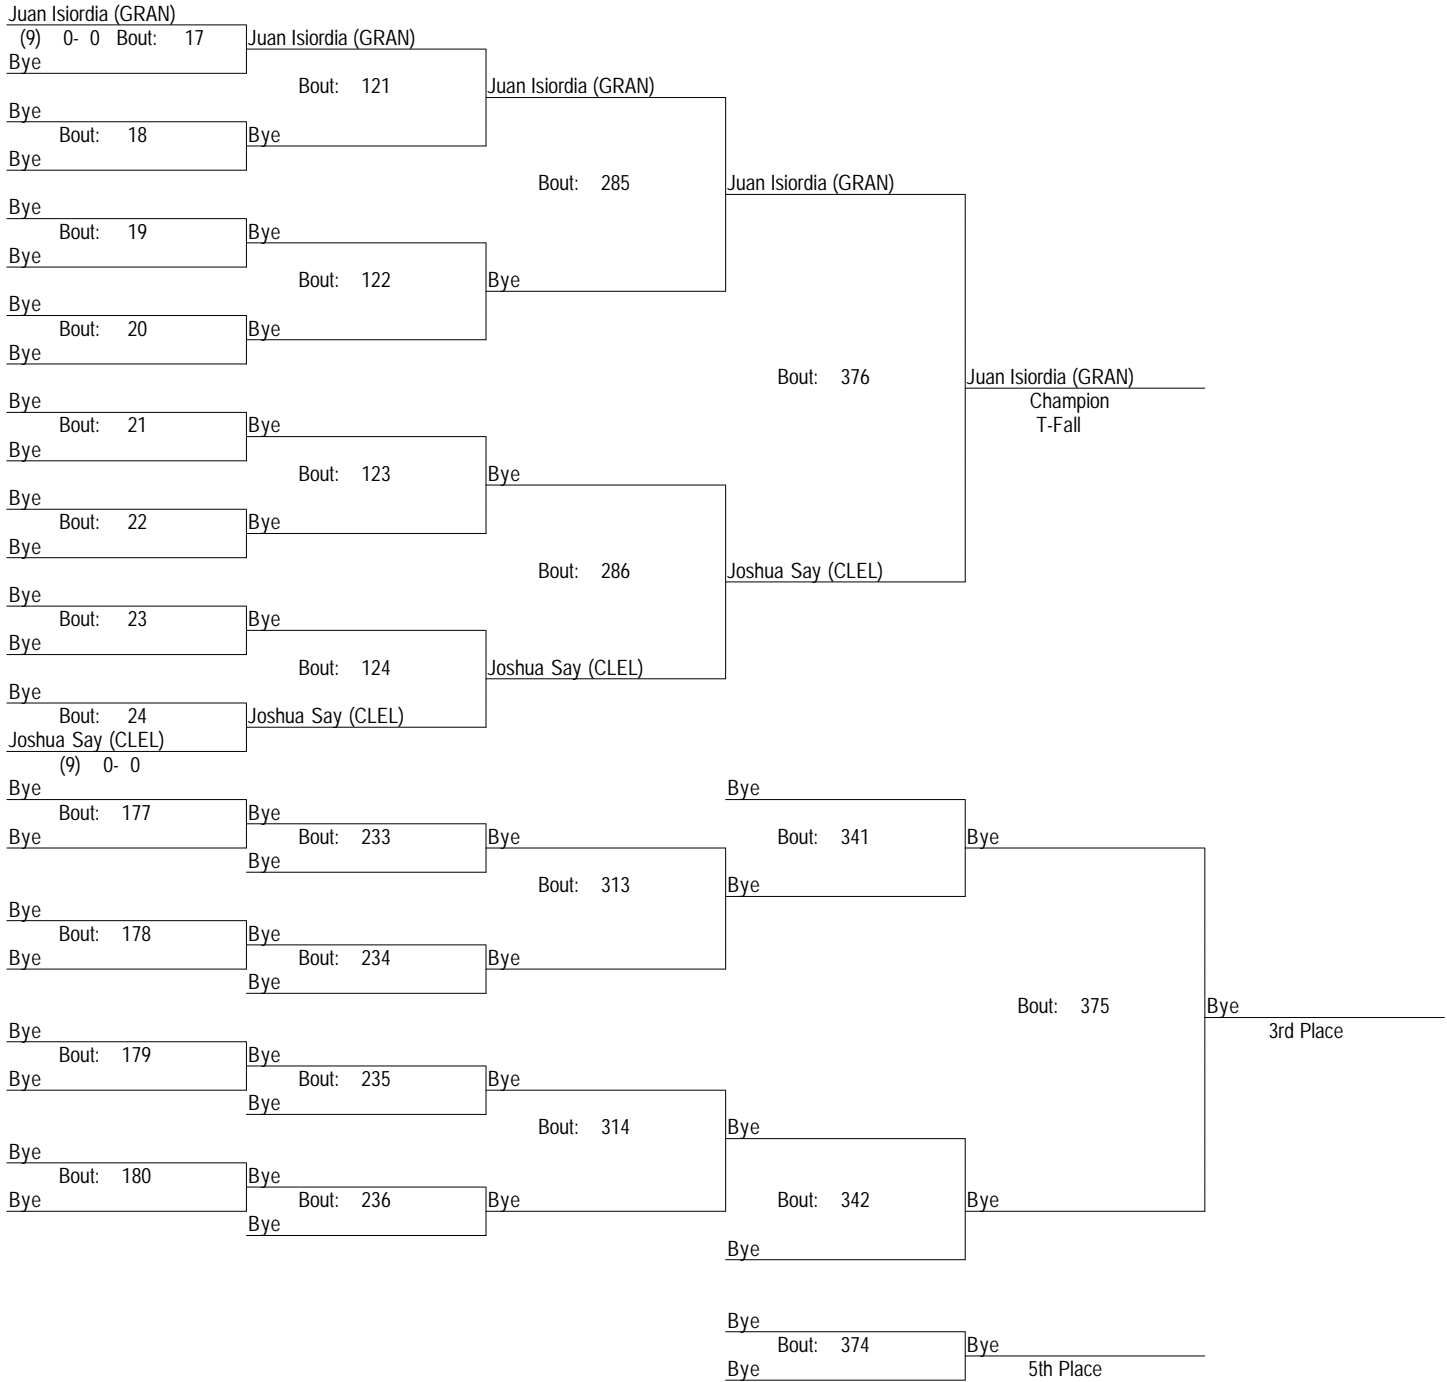 Juan Isiordia (GRAN)
(9) 0- 0 Bout: 17 Juan Isiordia (GRAN)
Bye
Bout: 121 Juan Isiordia (GRAN)
Bye
Bout: 18 Bye
Bye
Bout: 285 Juan Isiordia (GRAN)
Bye
Bout: 19 Bye
Bye
Bout: 122 Bye
Bye
Bout: 20 Bye
Bye
Bout: 376 Juan Isiordia (GRAN)
Bye Champion
Bout: 21 Bye T-Fall
Bye
Bout: 123 Bye
Bye
Bout: 22 Bye
Bye
Bout: 286 Joshua Say (CLEL)
Bye
Bout: 23 Bye
Bye
Bout: 124 Joshua Say (CLEL)
Bye
Bout: 24 Joshua Say (CLEL)
Joshua Say (CLEL)
(9) 0- 0
Bye Bye
Bout: 177 Bye
Bye Bout: 233 Bye Bout: 341 Bye
Bye
Bout: 313 Bye
Bye
Bout: 178 Bye
Bye Bout: 234 Bye
Bye
Bout: 375 Bye
Bye 3rd Place
Bout: 179 Bye
Bye Bout: 235 Bye
Bye
Bout: 314 Bye
Bye
Bout: 180 Bye
Bye Bout: 236 Bye Bout: 342 Bye
Bye
Bye
Bye
Bout: 374 Bye
Bye 5th Place